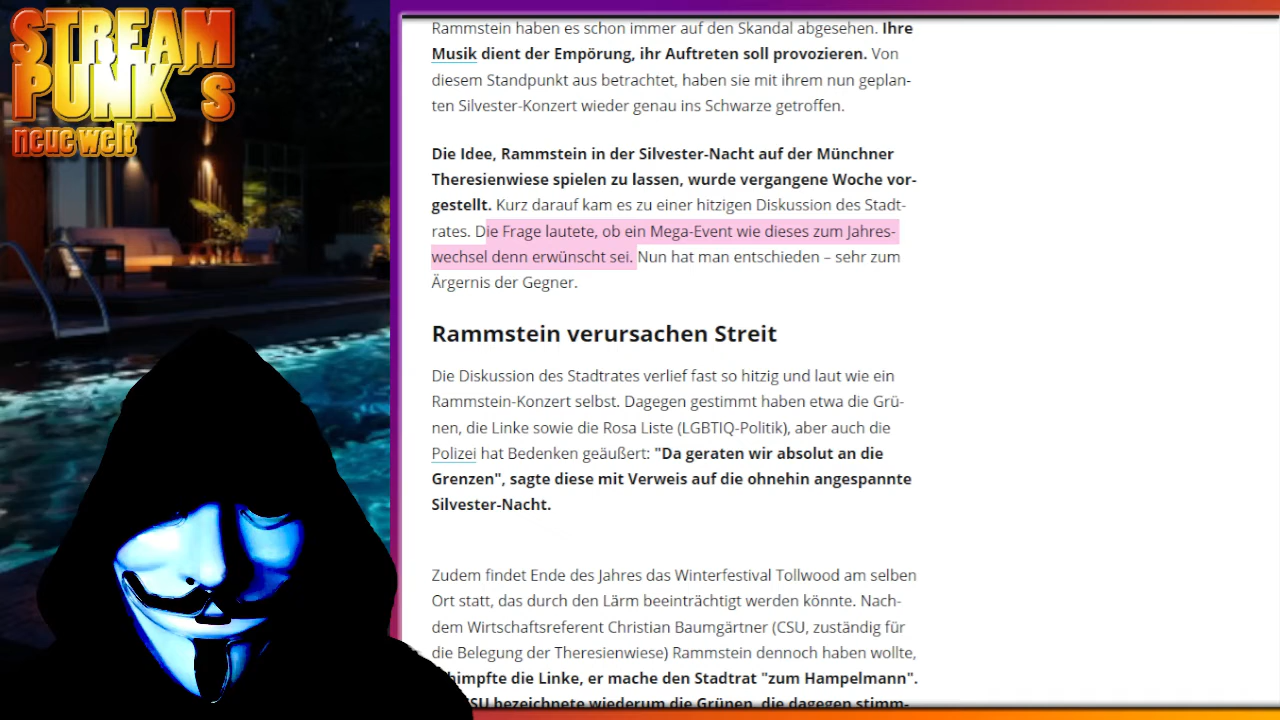 STREAM
PUNK´s
neue welt
Rammstein haben es schon immer auf den Skandal abgesehen. Ihre
Musik dient der Empörung, ihr Auftreten soll provozieren. Von
diesem Standpunkt aus betrachtet, haben sie mit ihrem nun geplan-
ten Silvester-Konzert wieder genau ins Schwarze getroffen.
Die Idee, Rammstein in der Silvester-Nacht auf der Münchner
Theresienwiese spielen zu lassen, wurde vergangene Woche vor-
gestellt. Kurz darauf kam es zu einer hitzigen Diskussion des Stadt-
rates. Die Frage lautete, ob ein Mega-Event wie dieses zum Jahres-
wechsel denn erwünscht sei. Nun hat man entschieden – sehr zum
Ärgernis der Gegner.
Rammstein verursachen Streit
Die Diskussion des Stadtrates verlief fast so hitzig und laut wie ein
Rammstein-Konzert selbst. Dagegen gestimmt haben etwa die Grü-
nen, die Linke sowie die Rosa Liste (LGBTIQ-Politik), aber auch die
Polizei hat Bedenken geäußert: "Da geraten wir absolut an die
Grenzen", sagte diese mit Verweis auf die ohnehin angespannte
Silvester-Nacht.
Zudem findet Ende des Jahres das Winterfestival Tollwood am selben
Ort statt, das durch den Lärm beeinträchtigt werden könnte. Nach-
dem Wirtschaftsreferent Christian Baumgärtner (CSU, zuständig für
die Belegung der Theresienwiese) Rammstein dennoch haben wollte,
himpfte die Linke, er mache den Stadtrat "zum Hampelmann".
SU bezeichnete wiederum die Grünen, die dagegen stimm-